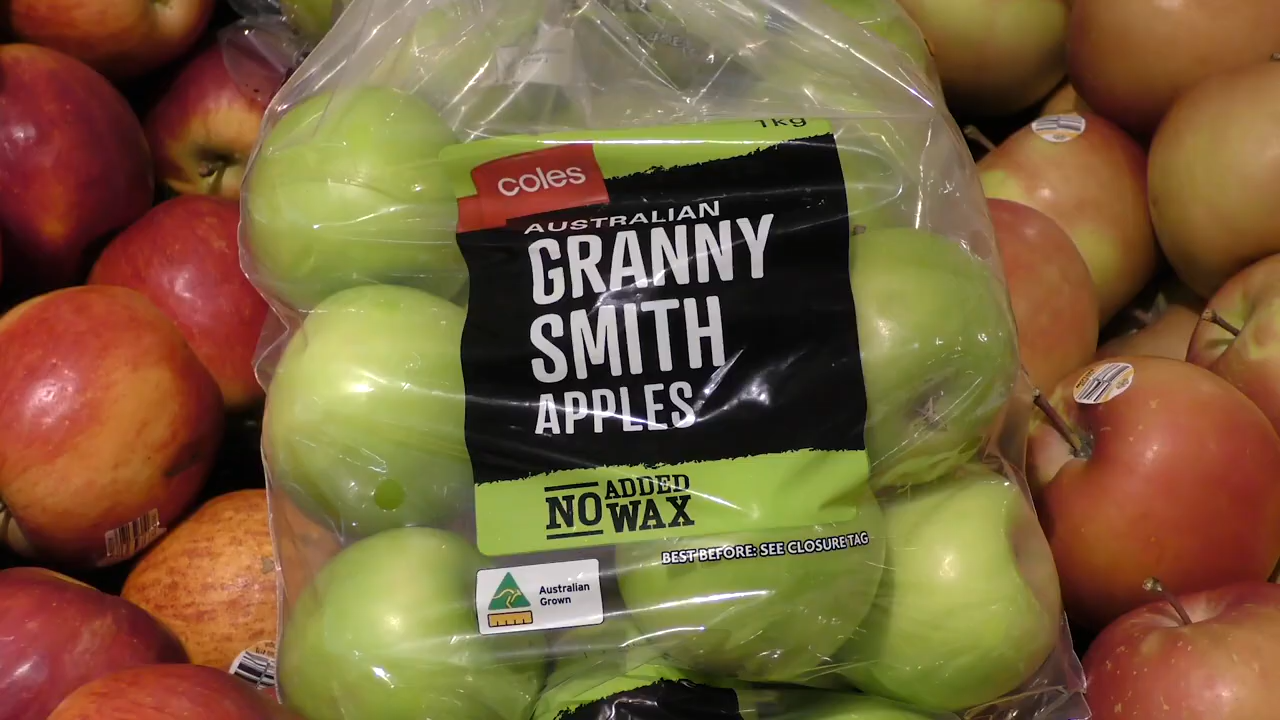 1kg
coles
AUSTRALIAN
GRANNY
SMITH
APPLES
NO ADDED
WAX
BEST BEFORE: SEE CLOSURE TAG
Australian
Grown